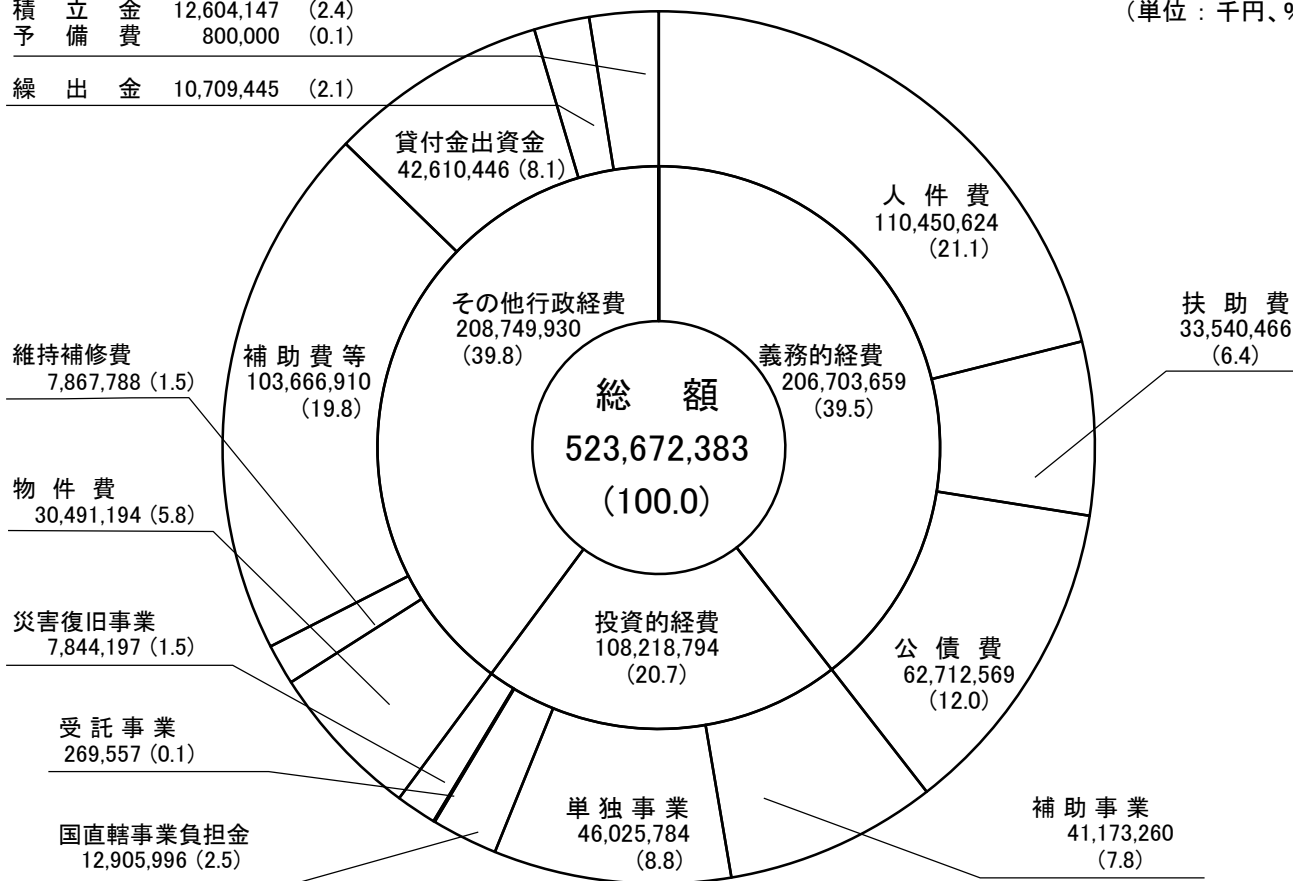 積 立 金 12,604,147 (2.4)
予 備 費 800,000 (0.1)
繰 出 金 10,709,445 (2.1)
(単位：千円、%
貸付金出資金
42,610,446 (8.1)
人 件 費
110,450,624
(21.1)
扶 助 費
33,540,466
(6.4)
その他行政経費
208,749,930
(39.8)
義務的経費
206,703,659
(39.5)
維持補修費
7,867,788 (1.5)
補 助 費 等
103,666,910
(19.8)
総 額
523,672,383
(100.0)
物 件 費
30,491,194 (5.8)
災害復旧事業
7,844,197 (1.5)
投資的経費
108,218,794
(20.7)
公 債 費
62,712,569
(12.0)
受 託 事 業
269,557 (0.1)
国直轄事業負担金
12,905,996 (2.5)
単 独 事 業
46,025,784
(8.8)
補 助 事 業
41,173,260
(7.8)